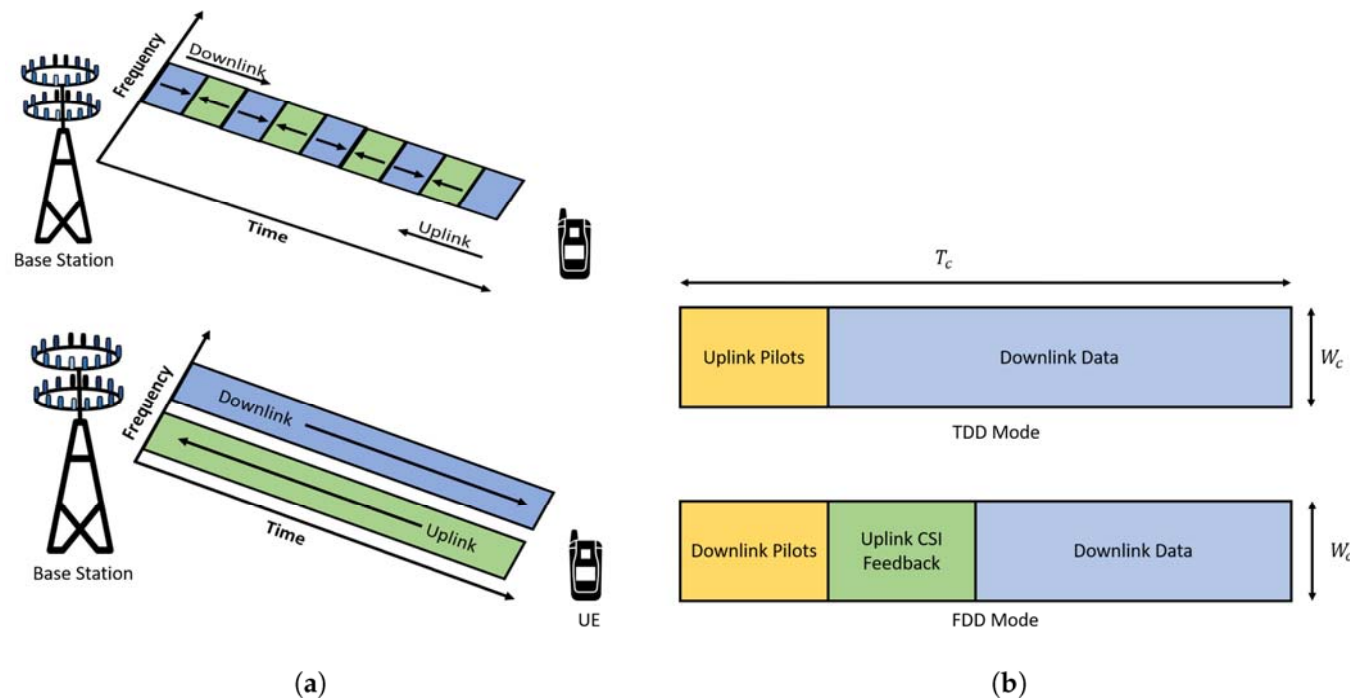 Frequency
Downlink
Time
Uplink
Base Station
Frequency
Downlink
Uplink
Time
Base Station
UE
(a)
T_c
Uplink Pilots
Downlink Data
W_c
TDD Mode
Downlink Pilots
Uplink CSI
Feedback
Downlink Data
W_c
FDD Mode
(b)